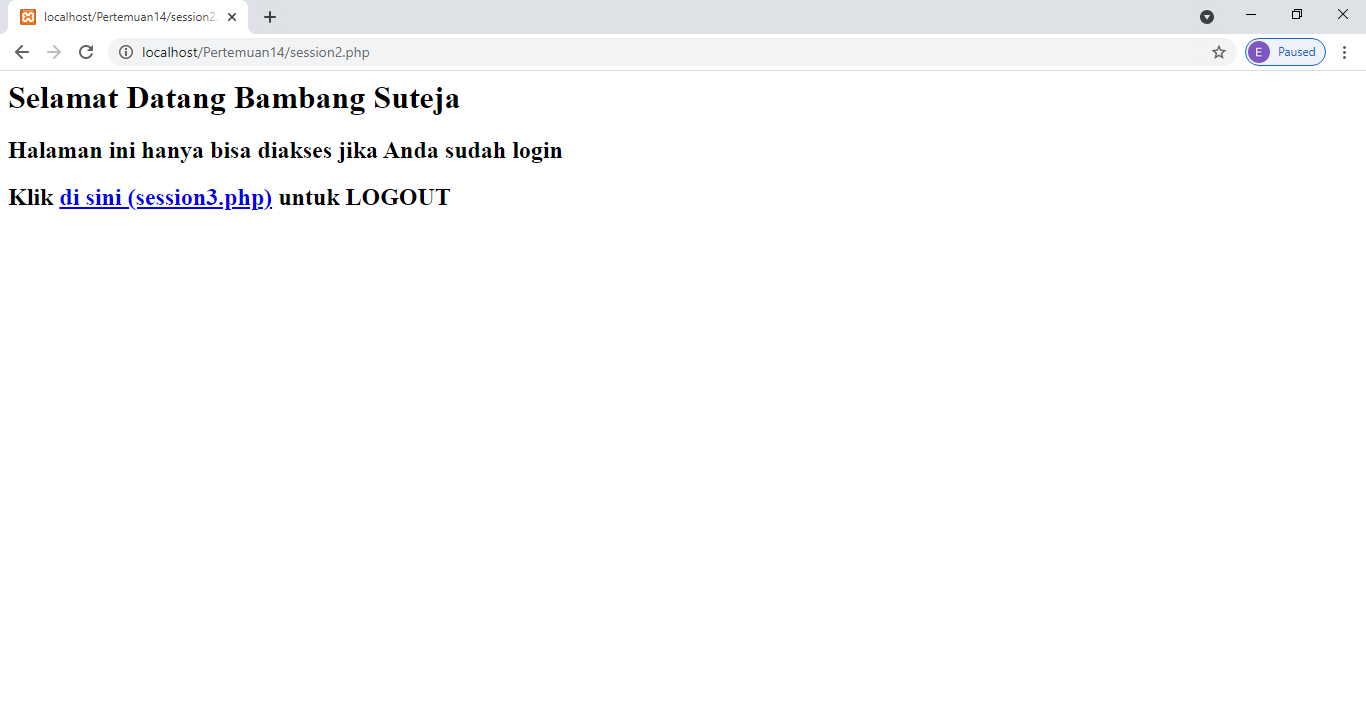 localhost/Pertemuan14/session2.
localhost/Pertemuan14/session2.php
E Paused
Selamat Datang Bambang Suteja
Halaman ini hanya bisa diakses jika Anda sudah login
Klik di sini (session3.php) untuk LOGOUT